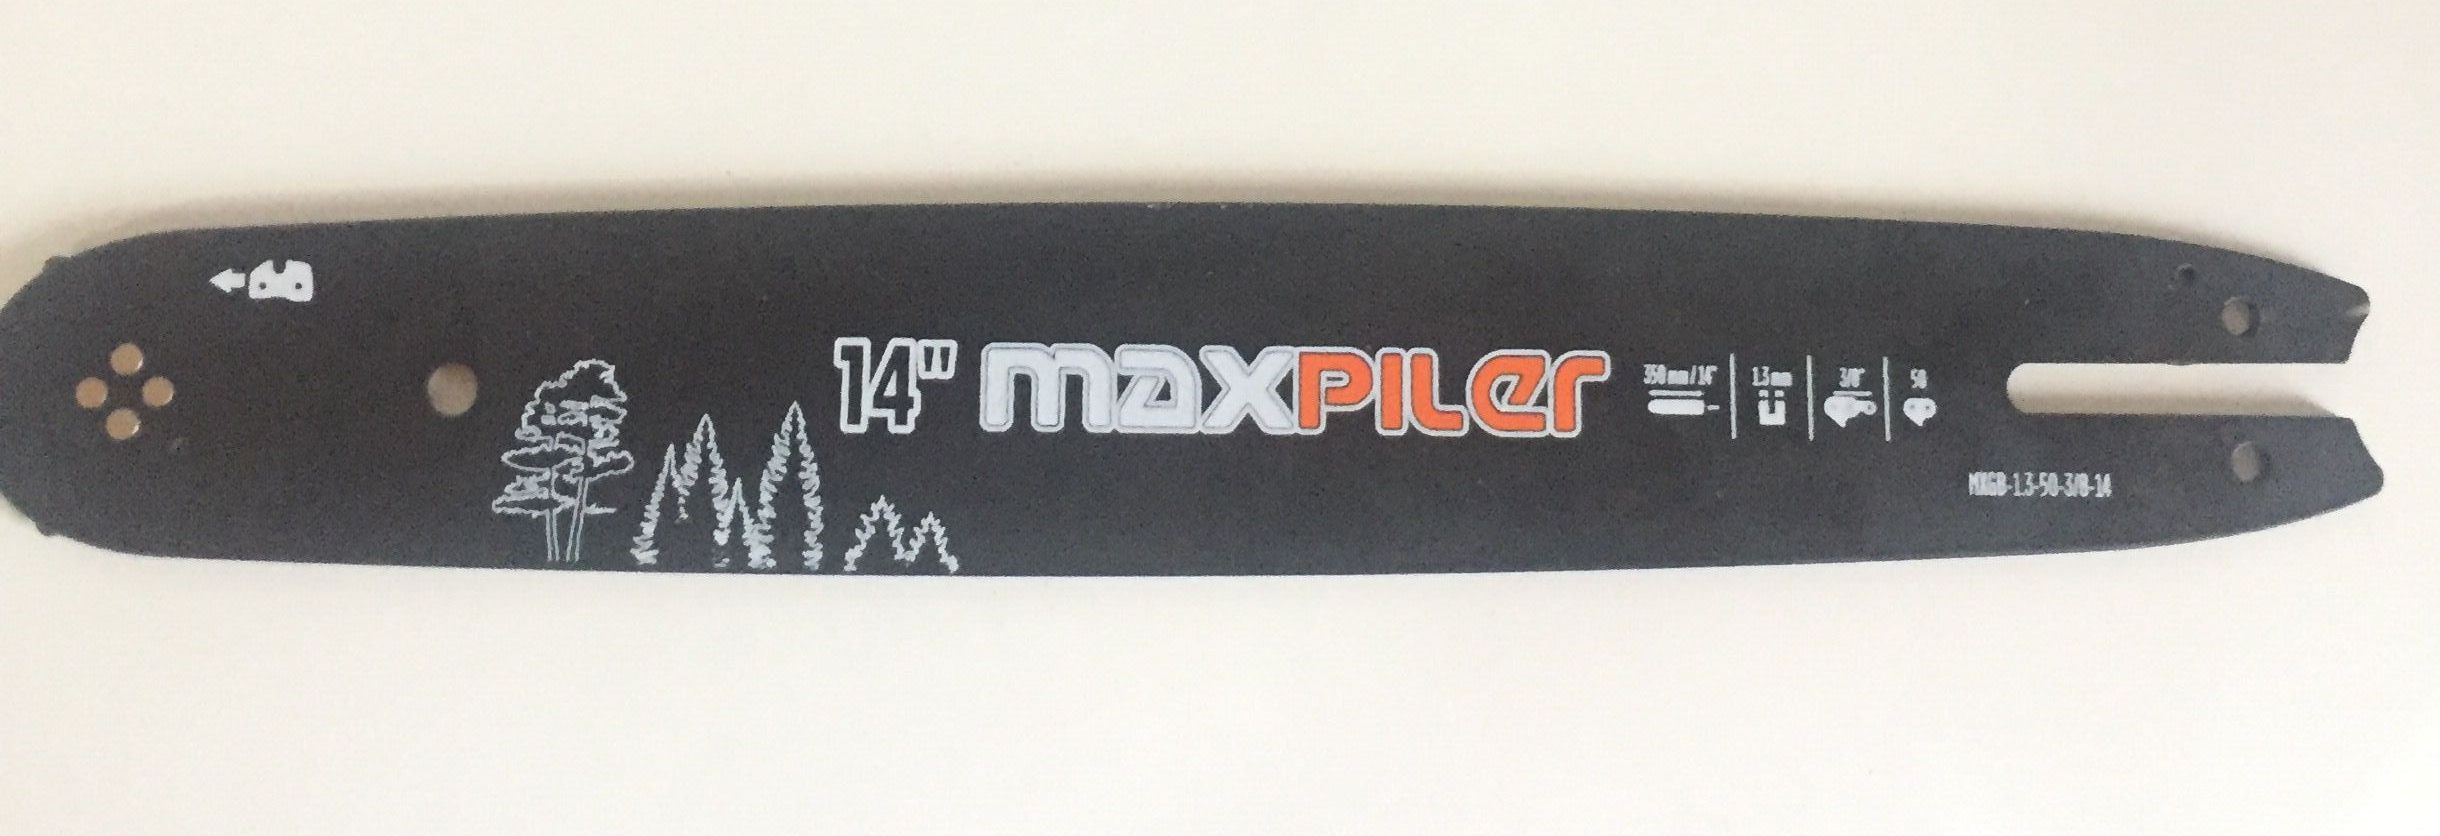 14" maxPILer
350mm/14" 1.3mm 3/8" 50
MXGB-1.3-50-3/8-14